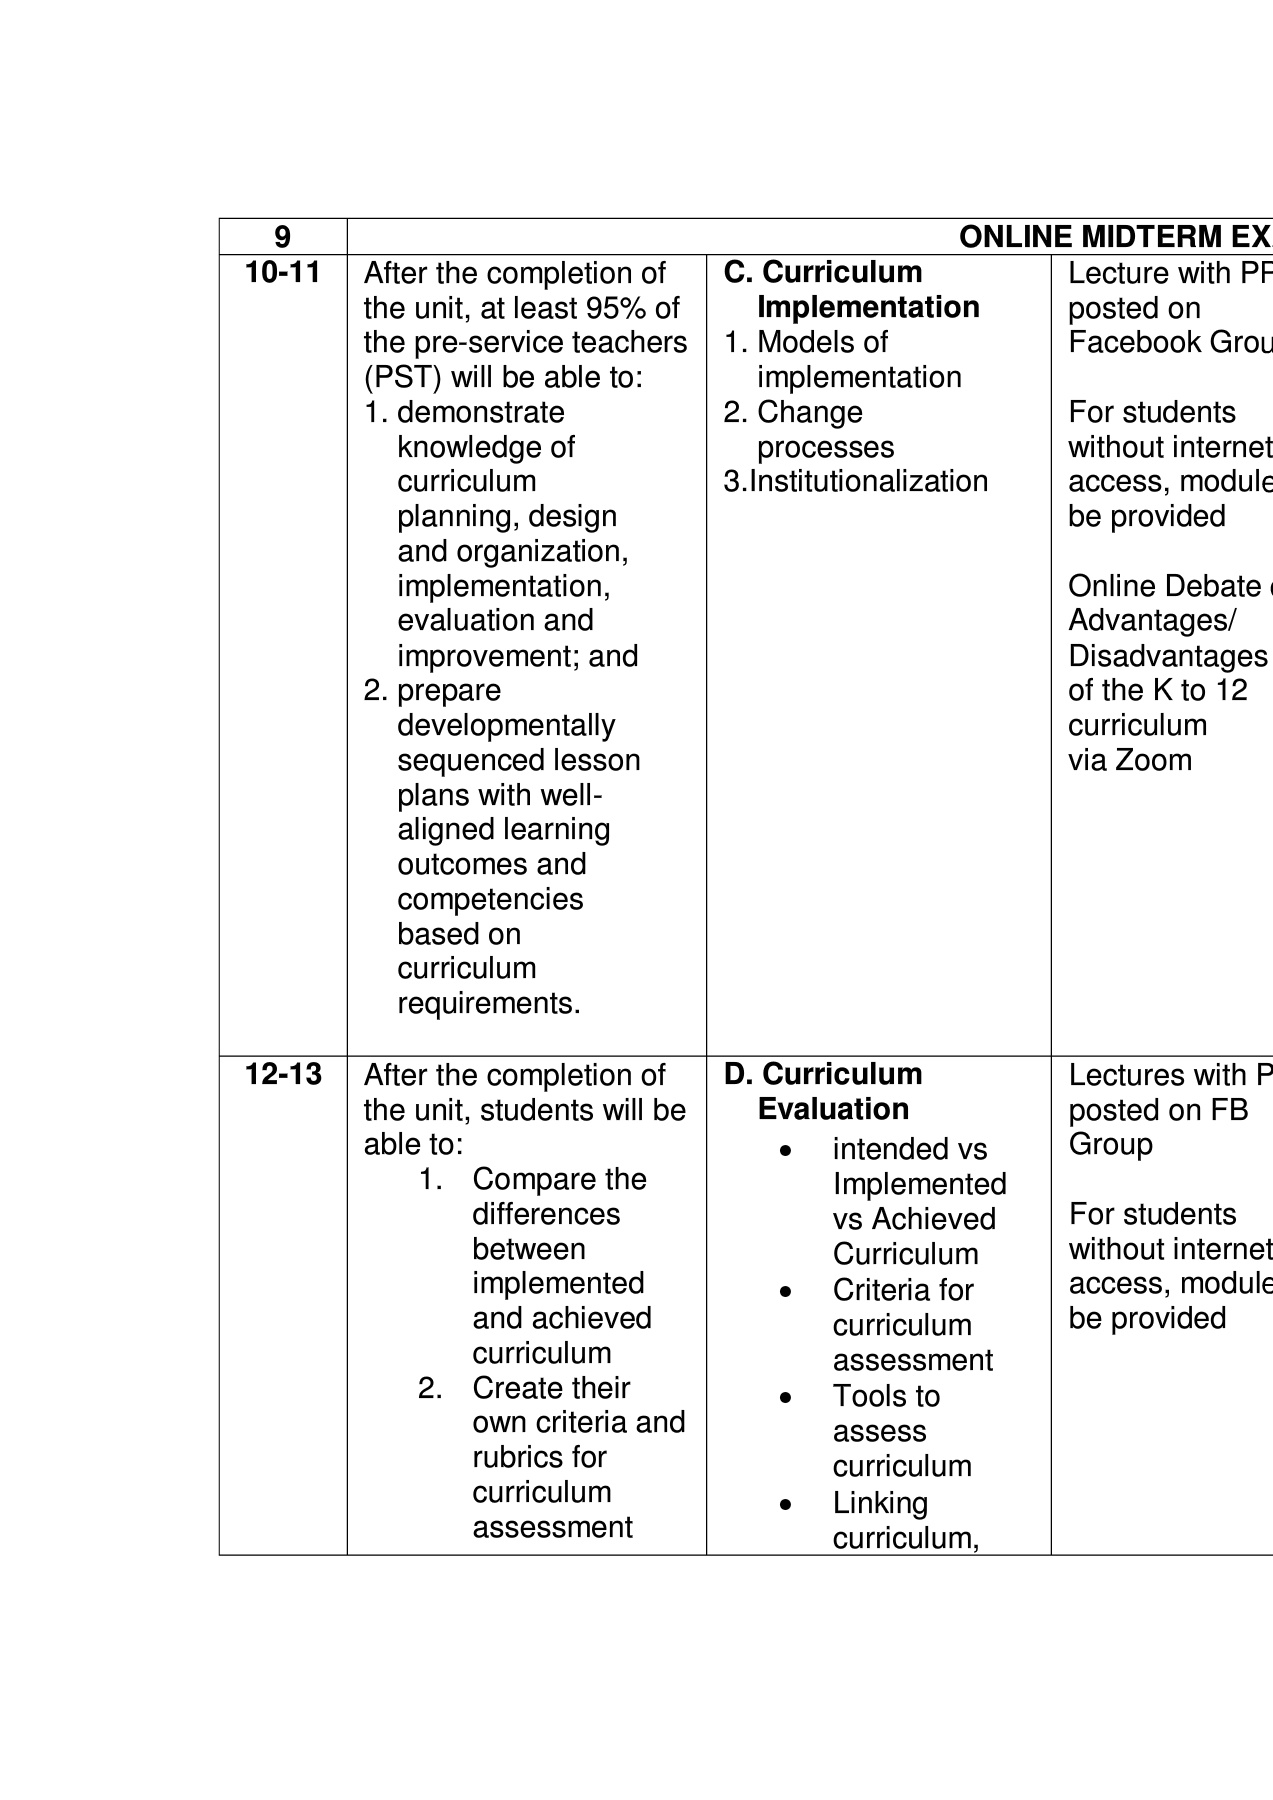 9
ONLINE MIDTERM EX
10-11
After the completion of
the unit, at least 95% of
the pre-service teachers
(PST) will be able to:
1. demonstrate
knowledge of
curriculum
planning, design
and organization,
implementation,
evaluation and
improvement; and
2. prepare
developmentally
sequenced lesson
plans with well-
aligned learning
outcomes and
competencies
based on
curriculum
requirements.
C. Curriculum
Implementation
1. Models of
implementation
2. Change
processes
3.Institutionalization
Lecture with
posted on
Facebook
For students
without internet
access,
be provided
Online Debate
Advantages/
Disadvantages
of the K to 12
curriculum
via Zoom
12-13
After the completion of
the unit, students will be
able to:
1. Compare the
differences
between
implemented
and achieved
curriculum
2. Create their
own criteria and
rubrics for
curriculum
assessment
D. Curriculum
Evaluation
• intended vs
Implemented
vs Achieved
Curriculum
• Criteria for
curriculum
assessment
• Tools to
assess
curriculum
• Linking
curriculum,
Lectures with
posted on FB
Group
For students
without internet
access,
be provided